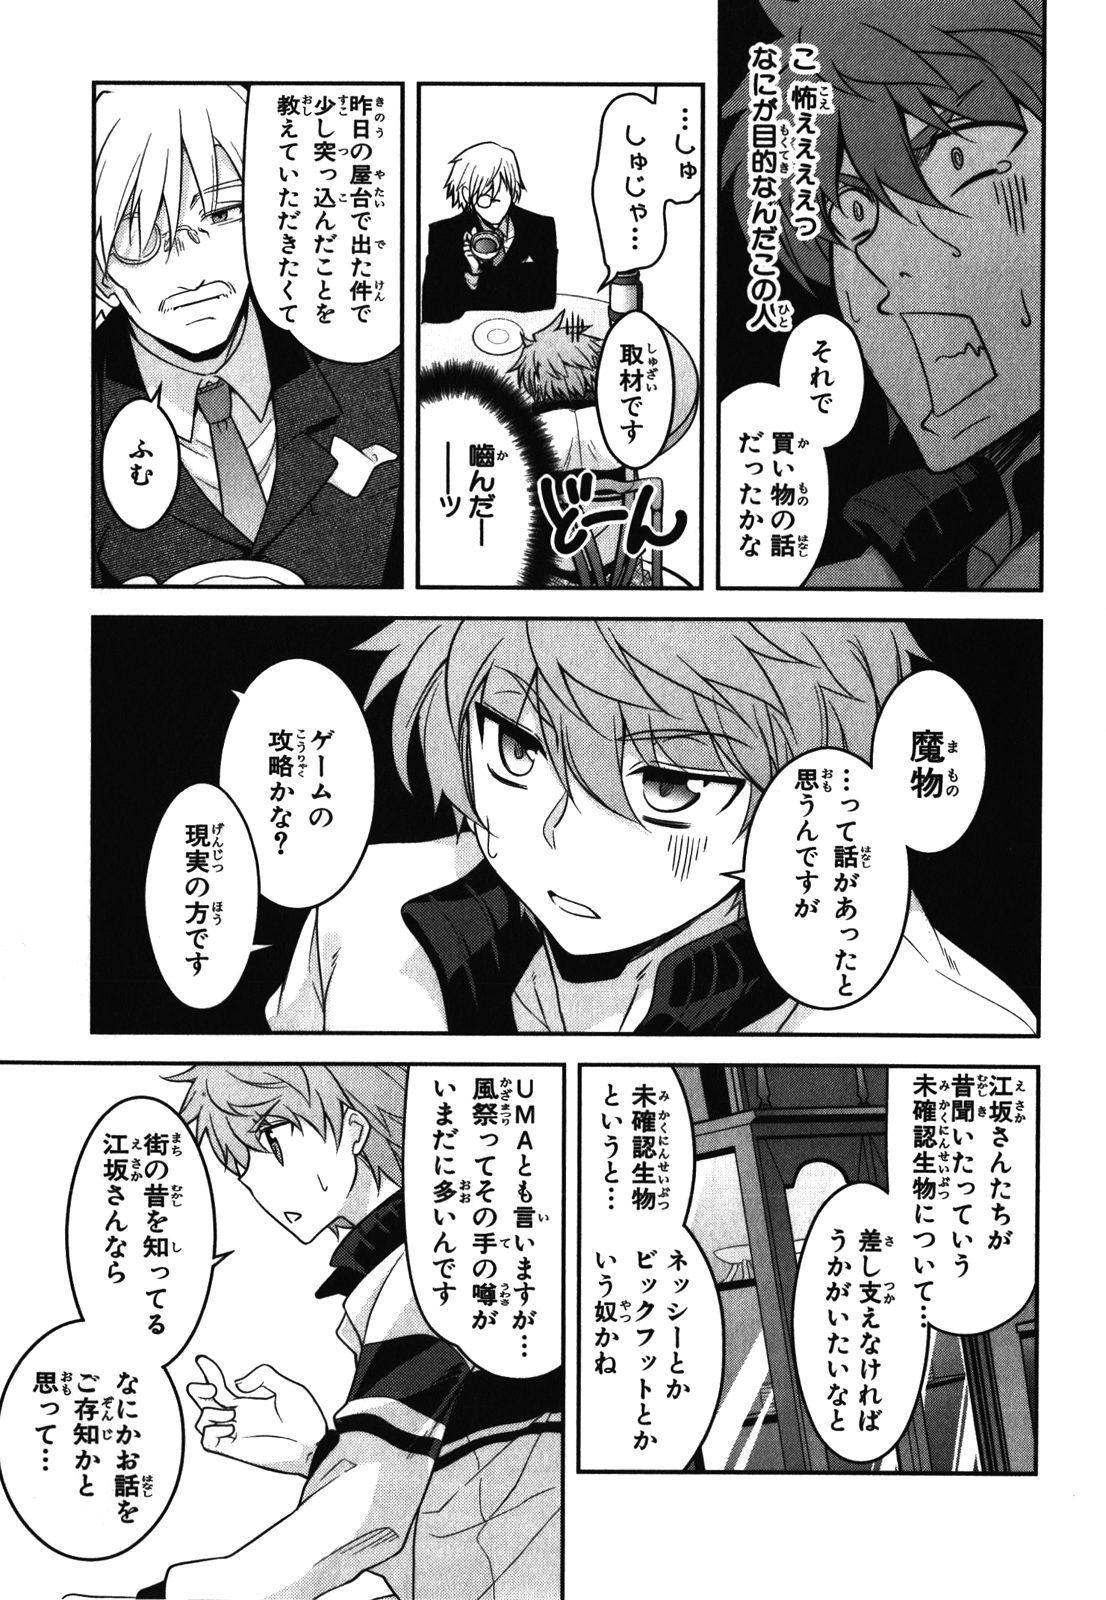 こ 怖ええええっ
なにが目的なんだこの人
それで
買い物の話
だったかな
…しゅ
しゅじゃ…
取材です
噛んだー
ーーッ
どーん
昨日の屋台で出た件で
少し突っ込んだことを
教えていただきたくて
ふむ
魔物
…って話があったと
思うんですが
ゲームの
攻略かな？
現実の方です
江坂さんたちが
昔聞いたっていう
未確認生物について…
差し支えなければ
うかがいたいなと
未確認生物
というと…
ネッシーとか
ビックフットとか
いう奴かね
UMAとも言いますが…
風祭ってその手の噂が
いまだに多いんです
街の昔を知ってる
江坂さんなら
なにかお話を
ご存知かと
思って…